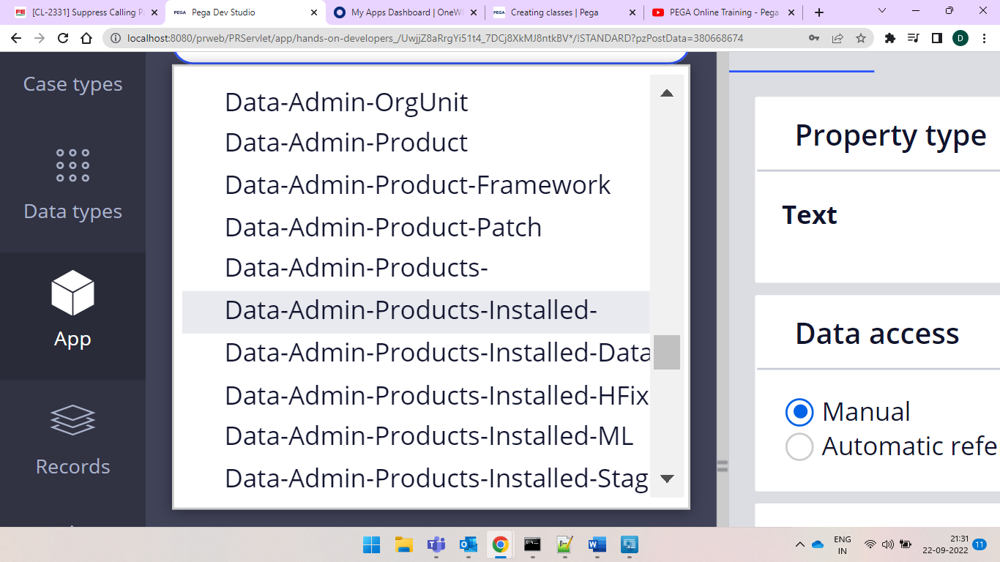 [CL-2331] Suppress Calling P
Pega Dev Studio
My Apps Dashboard | OneW
Creating classes | Pega
PEGA Online Training - Pega
localhost:8080/prweb/PRServlet/app/hands-on-developers_/UwjjZ8aRrgYi51t4_7DCj8XkMJ8ntkBV*/!STANDARD?pzPostData=380668674
D
Case types
Data types
App
Records
Data-Admin-OrgUnit
Data-Admin-Product
Data-Admin-Product-Framework
Data-Admin-Product-Patch
Data-Admin-Products-
Data-Admin-Products-Installed-
Data-Admin-Products-Installed-Data
Data-Admin-Products-Installed-HFix
Data-Admin-Products-Installed-ML
Data-Admin-Products-Installed-Stag
Property type
Text
Data access
Manual
Automatic refe
ENG
IN
21:31
22-09-2022
11